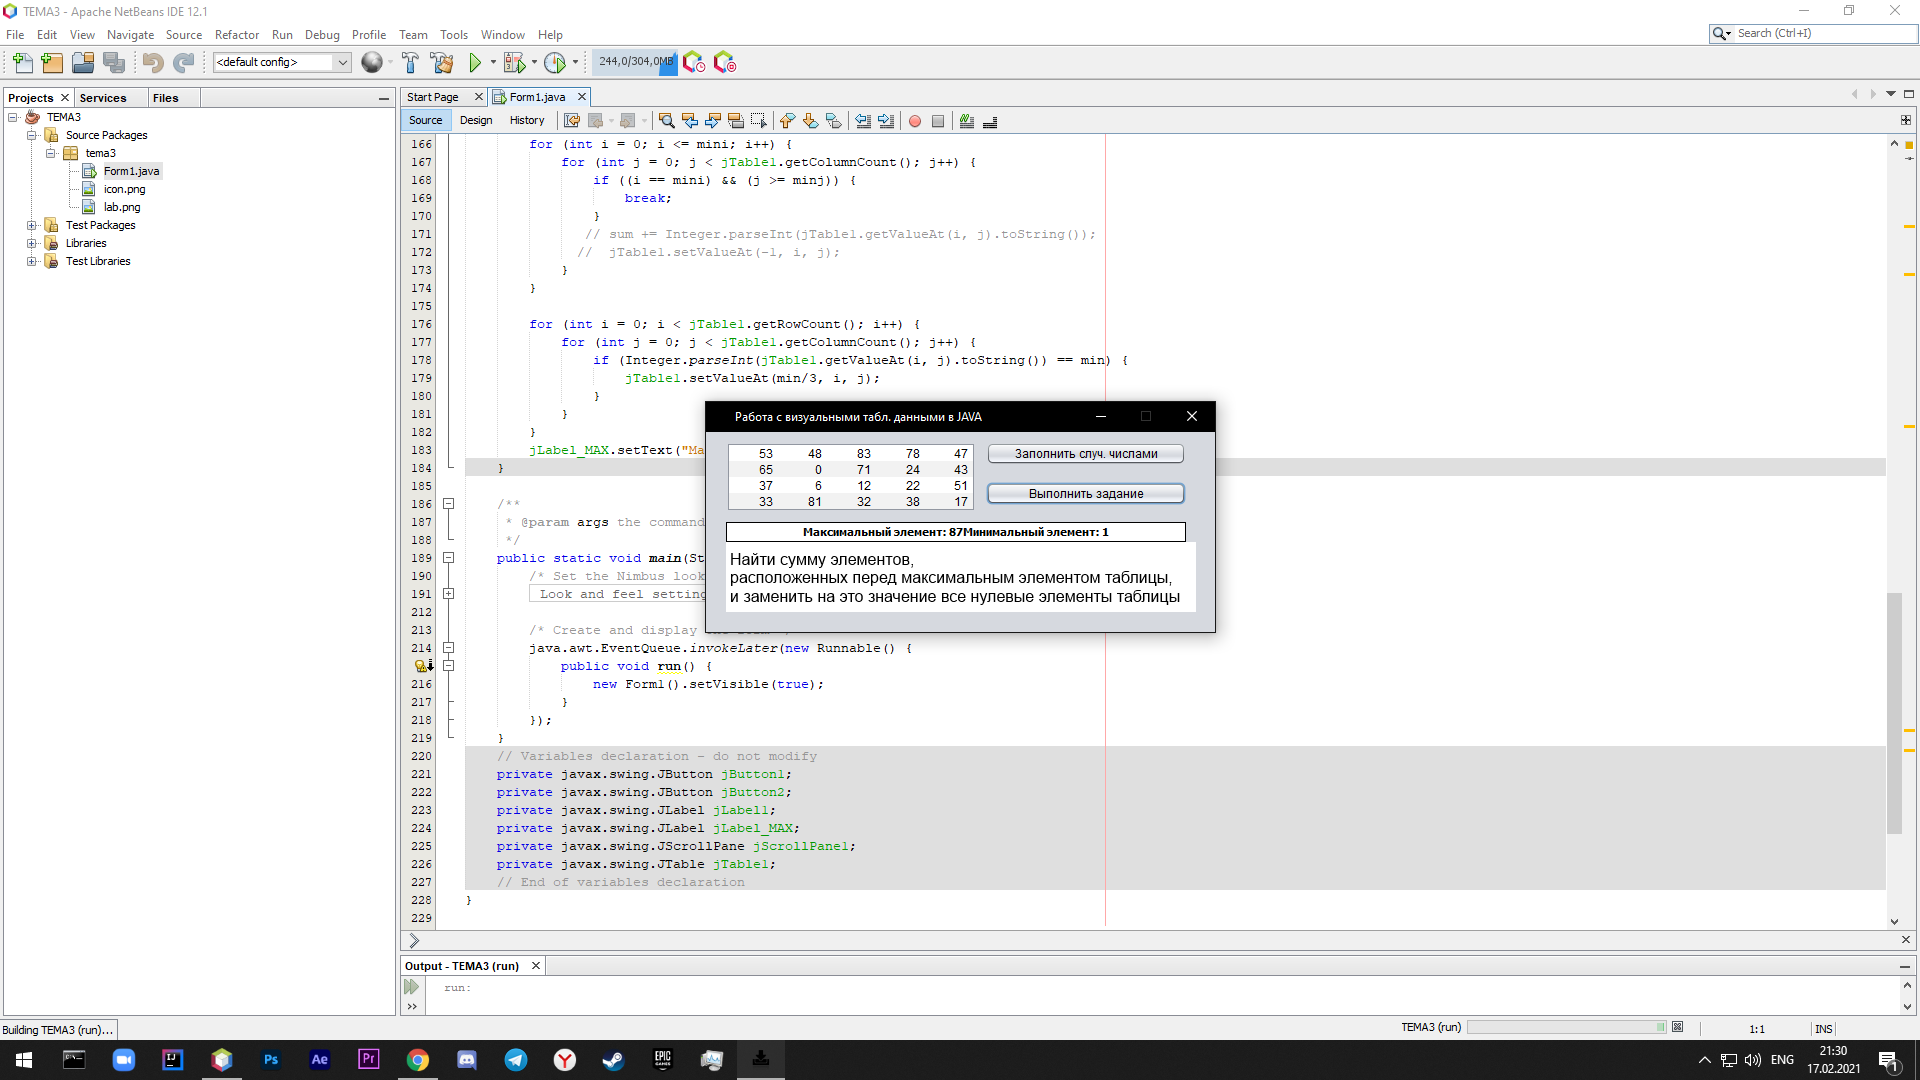 TEMA3 - Apache NetBeans IDE 12.1
File Edit View Navigate Source Refactor Run Debug Profile Team Tools Window Help
Search (Ctrl+I)
<default config>
244,0/304,0MB
Projects Services Files
TEMA3
Source Packages
tema3
Form1.java
icon.png
lab.png
Test Packages
Libraries
Test Libraries
Start Page Form1.java
Source Design History
166 for (int i = 0; i <= mini; i++) {
167 for (int j = 0; j < jTable1.getColumnCount(); j++) {
168 if ((i == mini) && (j >= minj)) {
169 break;
170 }
171 // sum += Integer.parseInt(jTable1.getValueAt(i, j).toString());
172 // jTable1.setValueAt(-1, i, j);
173 }
174 }
175
176 for (int i = 0; i < jTable1.getRowCount(); i++) {
177 for (int j = 0; j < jTable1.getColumnCount(); j++) {
178 if (Integer.parseInt(jTable1.getValueAt(i, j).toString()) == min) {
179 jTable1.setValueAt(min/3, i, j);
180 }
181 }
182 }
183 jLabel_MAX.setText("Ma
184 }
185
186 /**
187 * @param args the command
188 */
189 public static void main(St
190 /* Set the Nimbus look
191 Look and feel setting
212
213 /* Create and display
214 java.awt.EventQueue.invokeLater(new Runnable() {
public void run() {
216 new Form1().setVisible(true);
217 }
218 });
219 }
220 // Variables declaration - do not modify
221 private javax.swing.JButton jButton1;
222 private javax.swing.JButton jButton2;
223 private javax.swing.JLabel jLabel1;
224 private javax.swing.JLabel jLabel_MAX;
225 private javax.swing.JScrollPane jScrollPane1;
226 private javax.swing.JTable jTable1;
227 // End of variables declaration
228 }
229
Работа с визуальными табл. данными в JAVA
53 48 83 78 47
65 0 71 24 43
37 6 12 22 51
33 81 32 38 17
Заполнить случ. числами
Выполнить задание
Максимальный элемент: 87Минимальный элемент: 1
Найти сумму элементов,
расположенных перед максимальным элементом таблицы,
и заменить на это значение все нулевые элементы таблицы
Output - TEMA3 (run)
run:
Building TEMA3 (run)...
TEMA3 (run)
1:1 INS
Ps Ae Pr
EPIC GAMES
ENG
21:30
17.02.2021
1